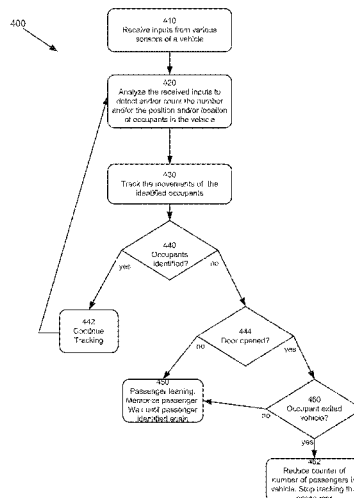 400
410
Receive inputs from various
sensors of a vehicle
420
Analyze the received inputs to
detect and/or count the number
and/or the position and/or location
of occupants in the vehicle
430
Track the movements of the
identified occupants
440
Occupants
identified?
yes
no
442
Continue
Tracking
444
Door opened?
no
yes
450
Passenger leaning.
Memorize passenger
Wait until passenger
identified again
460
Occupant exited
vehicle?
no
yes
Reduce counter of
number of passengers in
vehicle. Stop tracking